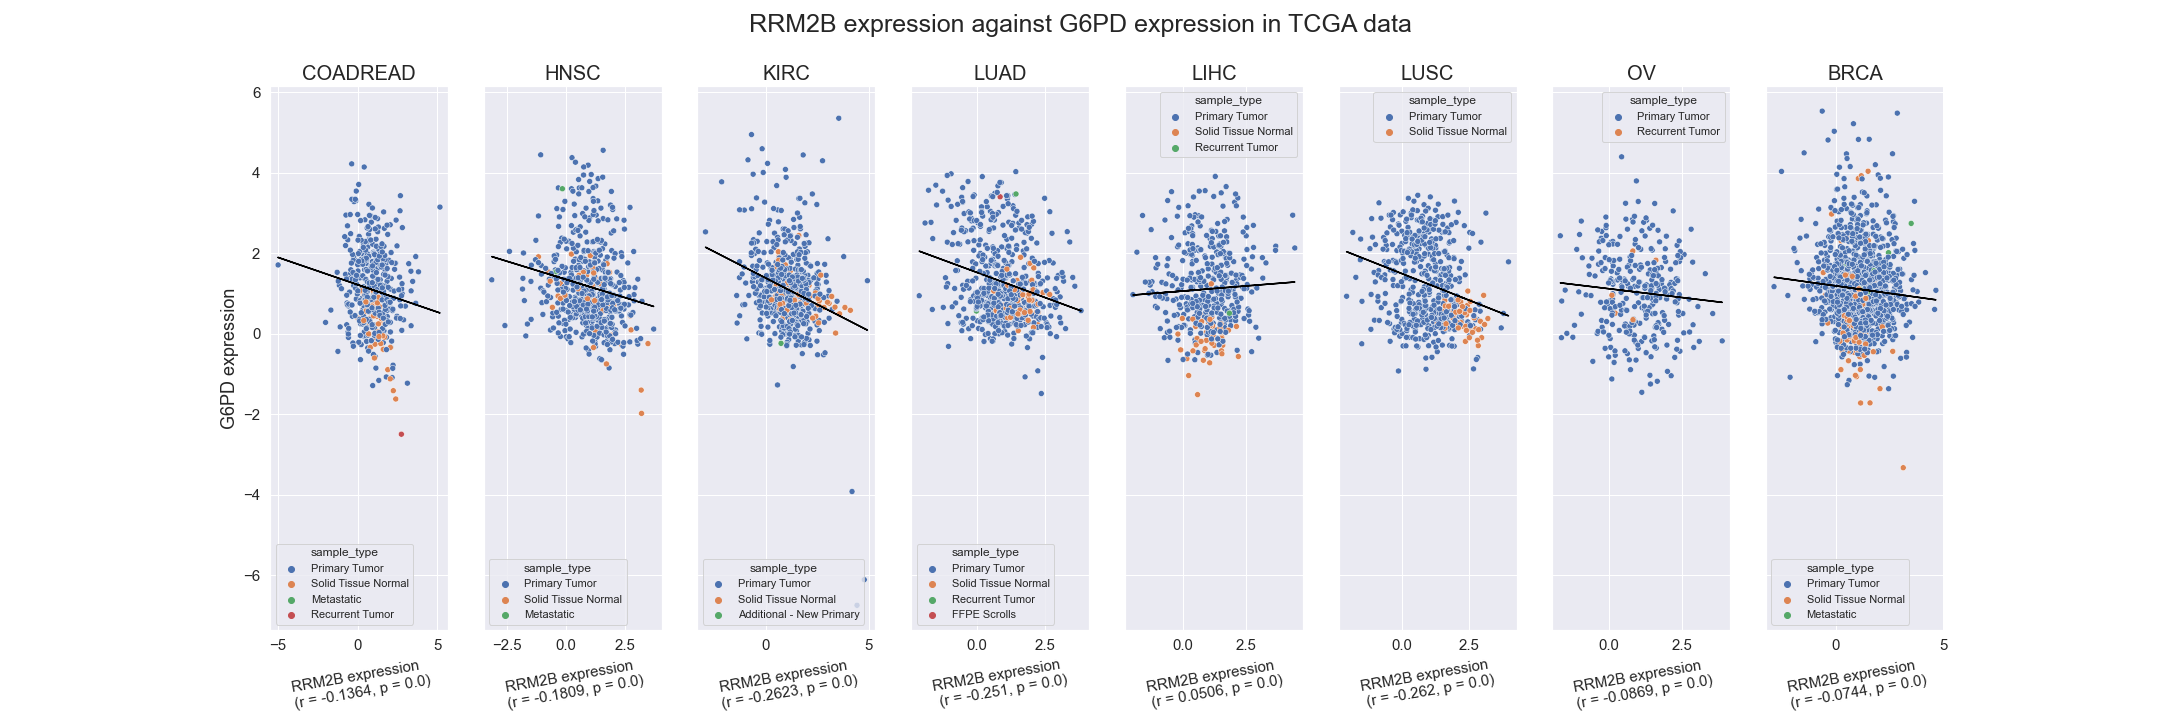 RRM2B expression against G6PD expression in TCGA data
COADREAD
HNSC
KIRC
LUAD
LIHC
LUSC
OV
BRCA
G6PD expression
6
4
2
0
−2
−4
−6
sample_type
Primary Tumor
Solid Tissue Normal
Metastatic
Recurrent Tumor
−5
0
5
RRM2B expression
(r = -0.1364, p = 0.0)
sample_type
Primary Tumor
Solid Tissue Normal
Metastatic
−2.5
0.0
2.5
RRM2B expression
(r = -0.1809, p = 0.0)
sample_type
Primary Tumor
Solid Tissue Normal
Additional - New Primary
0
5
RRM2B expression
(r = -0.2623, p = 0.0)
sample_type
Primary Tumor
Solid Tissue Normal
Recurrent Tumor
FFPE Scrolls
0.0
2.5
RRM2B expression
(r = -0.251, p = 0.0)
sample_type
Primary Tumor
Solid Tissue Normal
Recurrent Tumor
0.0
2.5
RRM2B expression
(r = 0.0506, p = 0.0)
sample_type
Primary Tumor
Solid Tissue Normal
0.0
2.5
RRM2B expression
(r = -0.262, p = 0.0)
sample_type
Primary Tumor
Recurrent Tumor
0.0
2.5
RRM2B expression
(r = -0.0869, p = 0.0)
sample_type
Primary Tumor
Solid Tissue Normal
Metastatic
0
5
RRM2B expression
(r = -0.0744, p = 0.0)